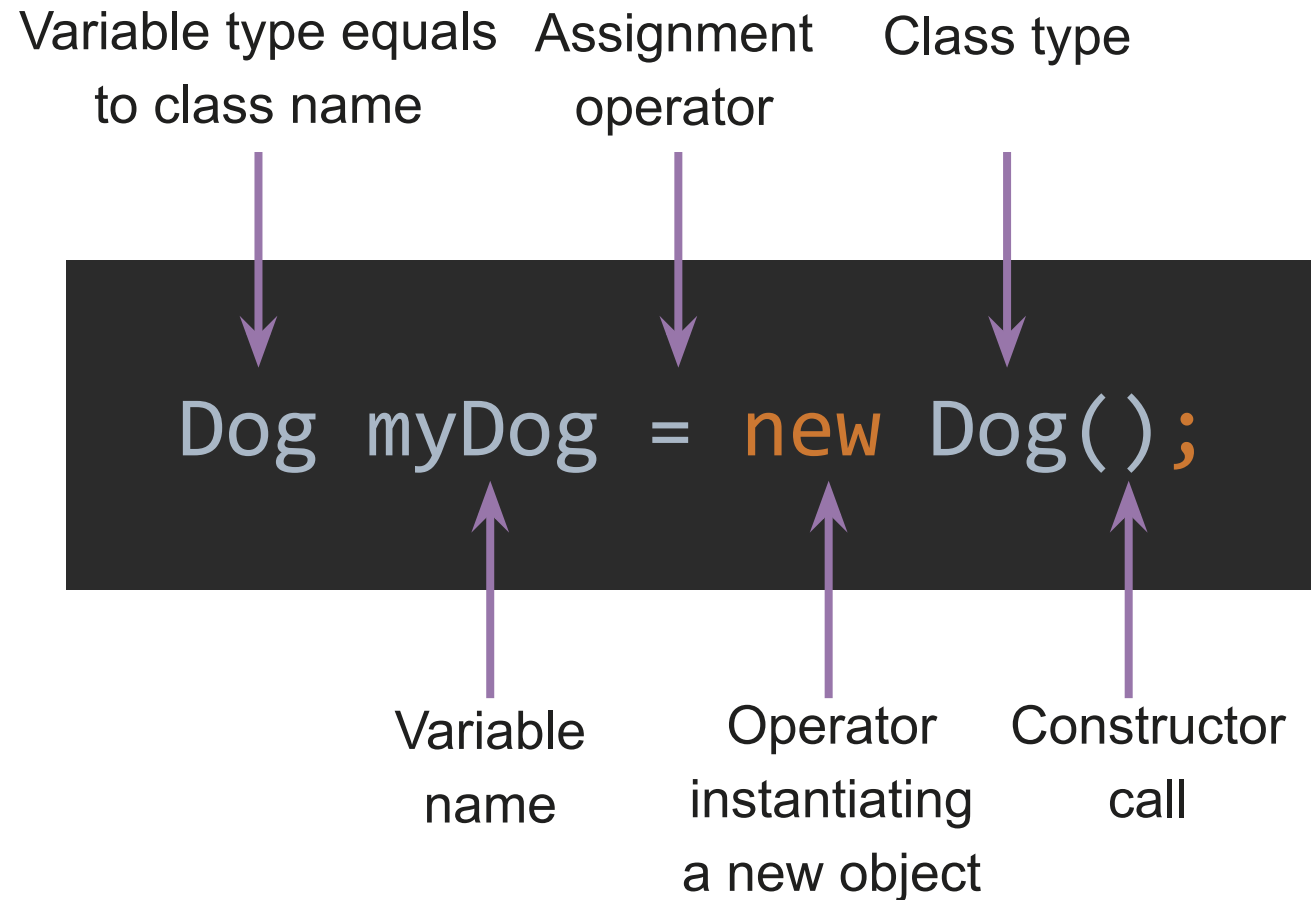 Variable type equals
to class name
Assignment
operator
Class type
Dog myDog = new Dog();
Variable
name
Operator
instantiating
a new object
Constructor
call